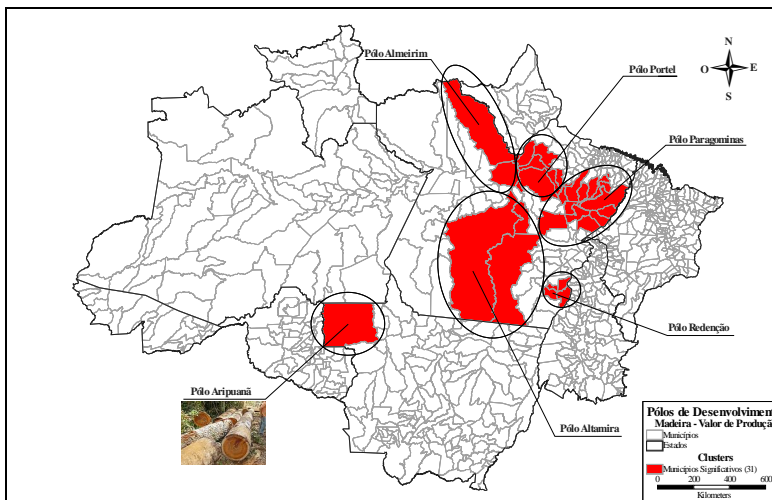 Pólo Almeirim
N
O E
S
Pólo Portel
Pólo Paragominas
Pólo Redenção
Pólo Aripuanã
Pólo Altamira
Pólos de Desenvolvimen
Madeira - Valor de Produçã
Municípios
Estados
Clusters
Municípios Significativos (31)
0 200 400 600
Kilometers